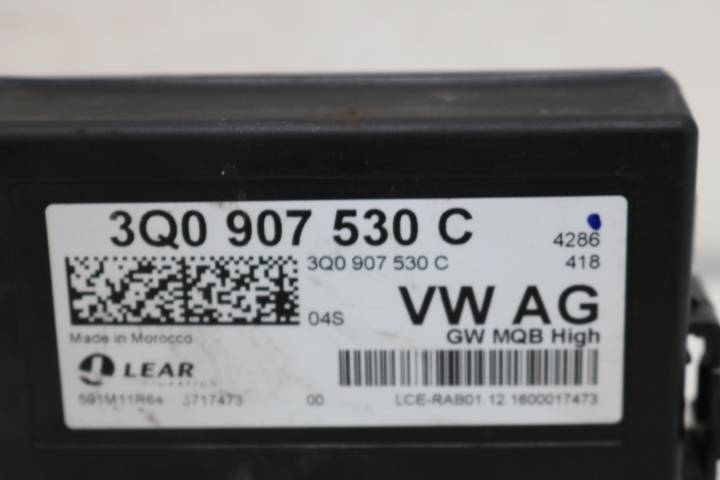 3Q0 907 530 C
4286
3Q0 907 530 C
418
04S
VW AG
Made in Morocco
GW MQB High
LEAR
CORPORATION
591M11R64 3717473 00 LCE-RAB01.12.1600017473